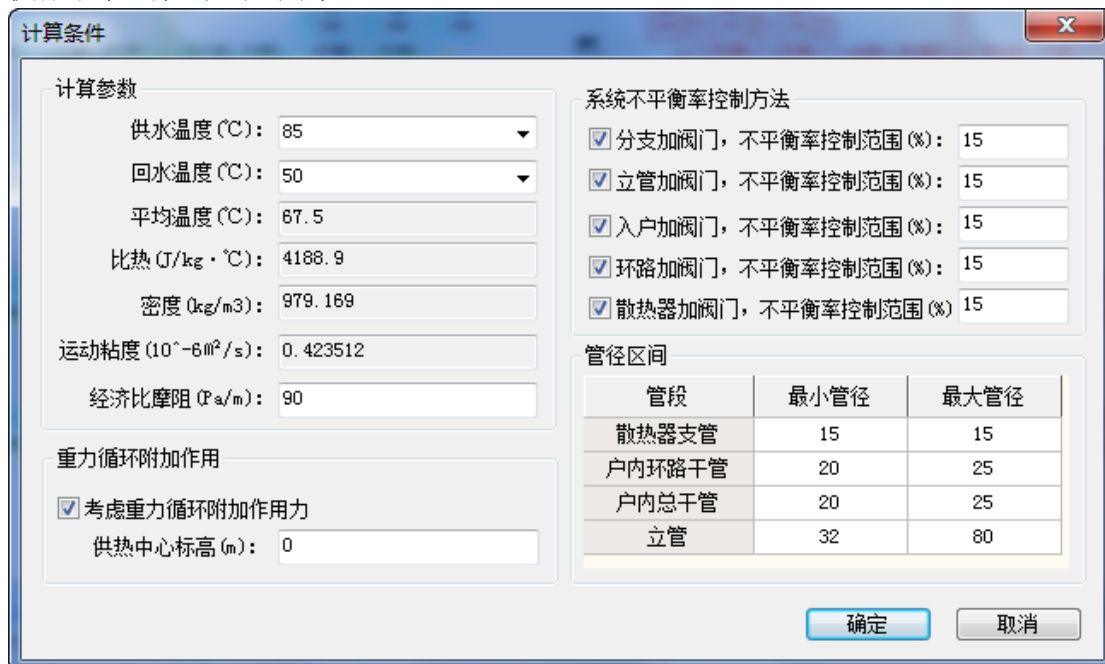 计算条件
计算参数
供水温度(℃): 85
回水温度(℃): 50
平均温度(℃): 67.5
比热(J/kg·℃): 4188.9
密度(kg/m3): 979.169
运动粘度(10^-6m²/s): 0.423512
经济比摩阻(Pa/m): 90
重力循环附加作用
考虑重力循环附加作用力
供热中心标高(m): 0
系统不平衡率控制方法
分支加阀门，不平衡率控制范围(%): 15
立管加阀门，不平衡率控制范围(%): 15
入户加阀门，不平衡率控制范围(%): 15
环路加阀门，不平衡率控制范围(%): 15
散热器加阀门，不平衡率控制范围(%) 15
管径区间
管段 最小管径 最大管径
散热器支管 15 15
户内环路干管 20 25
户内总干管 20 25
立管 32 80
确定 取消